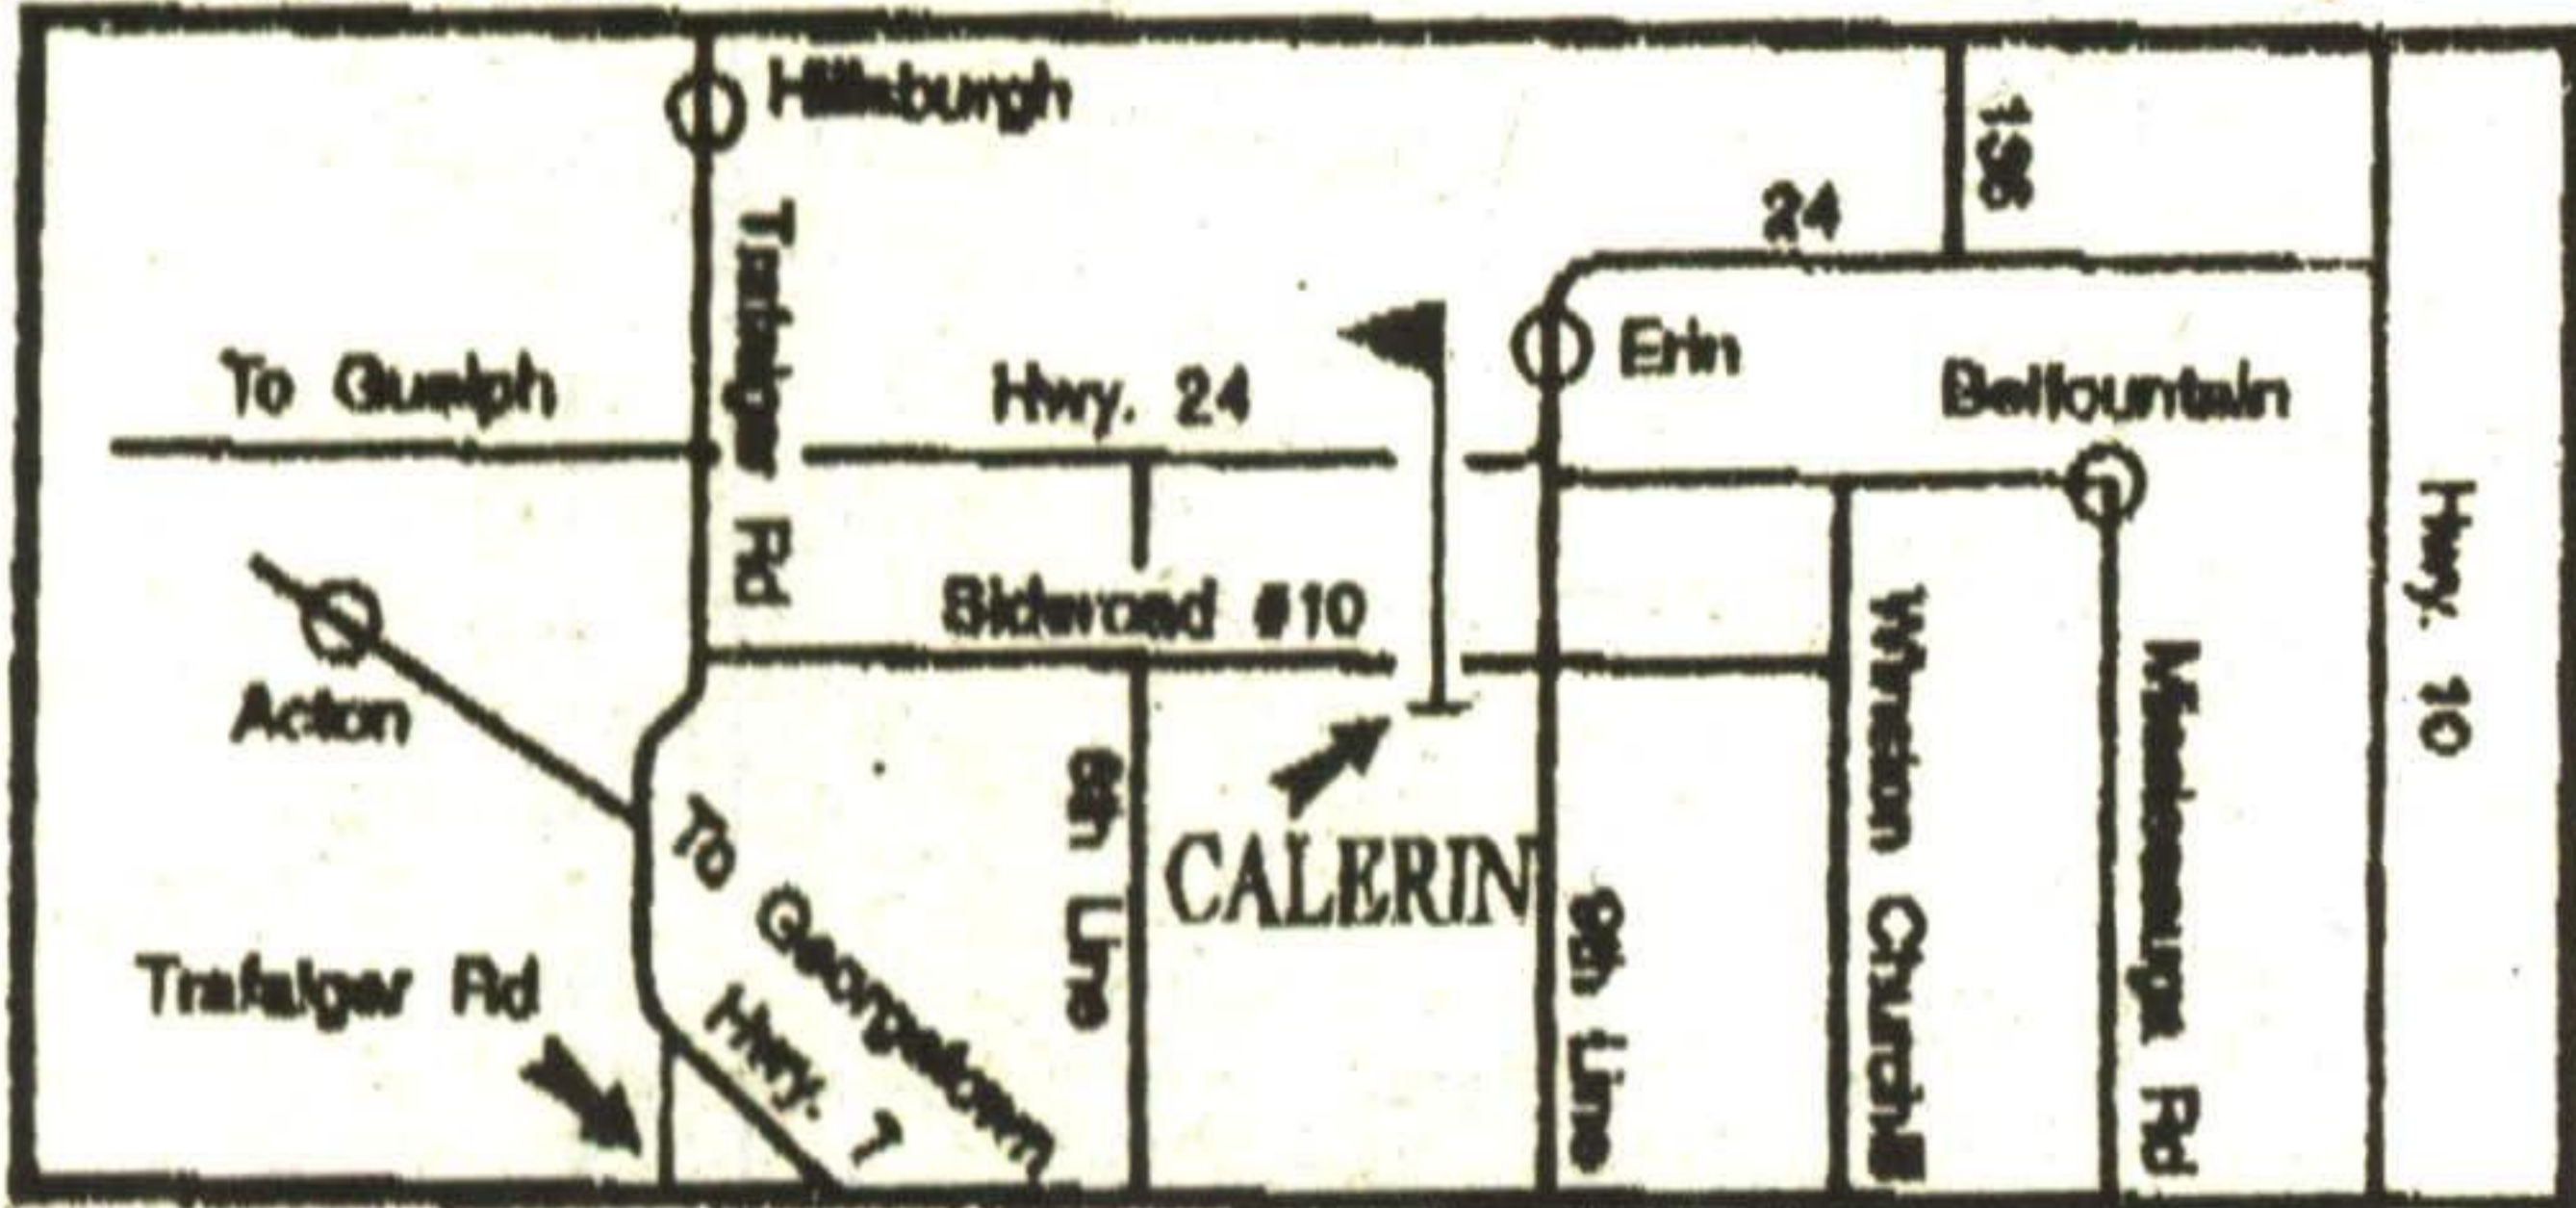 Hillsburgh
136
24
Trafalgar Rd
Erin
To Guelph
Hwy. 24
Belfountain
Hwy. 10
Sideroad #10
Acton
Winston Churchill
Mississauga Rd
8th Line
To Georgetown
CALERIN
9th Line
Trafalgar Rd
Hwy. 7